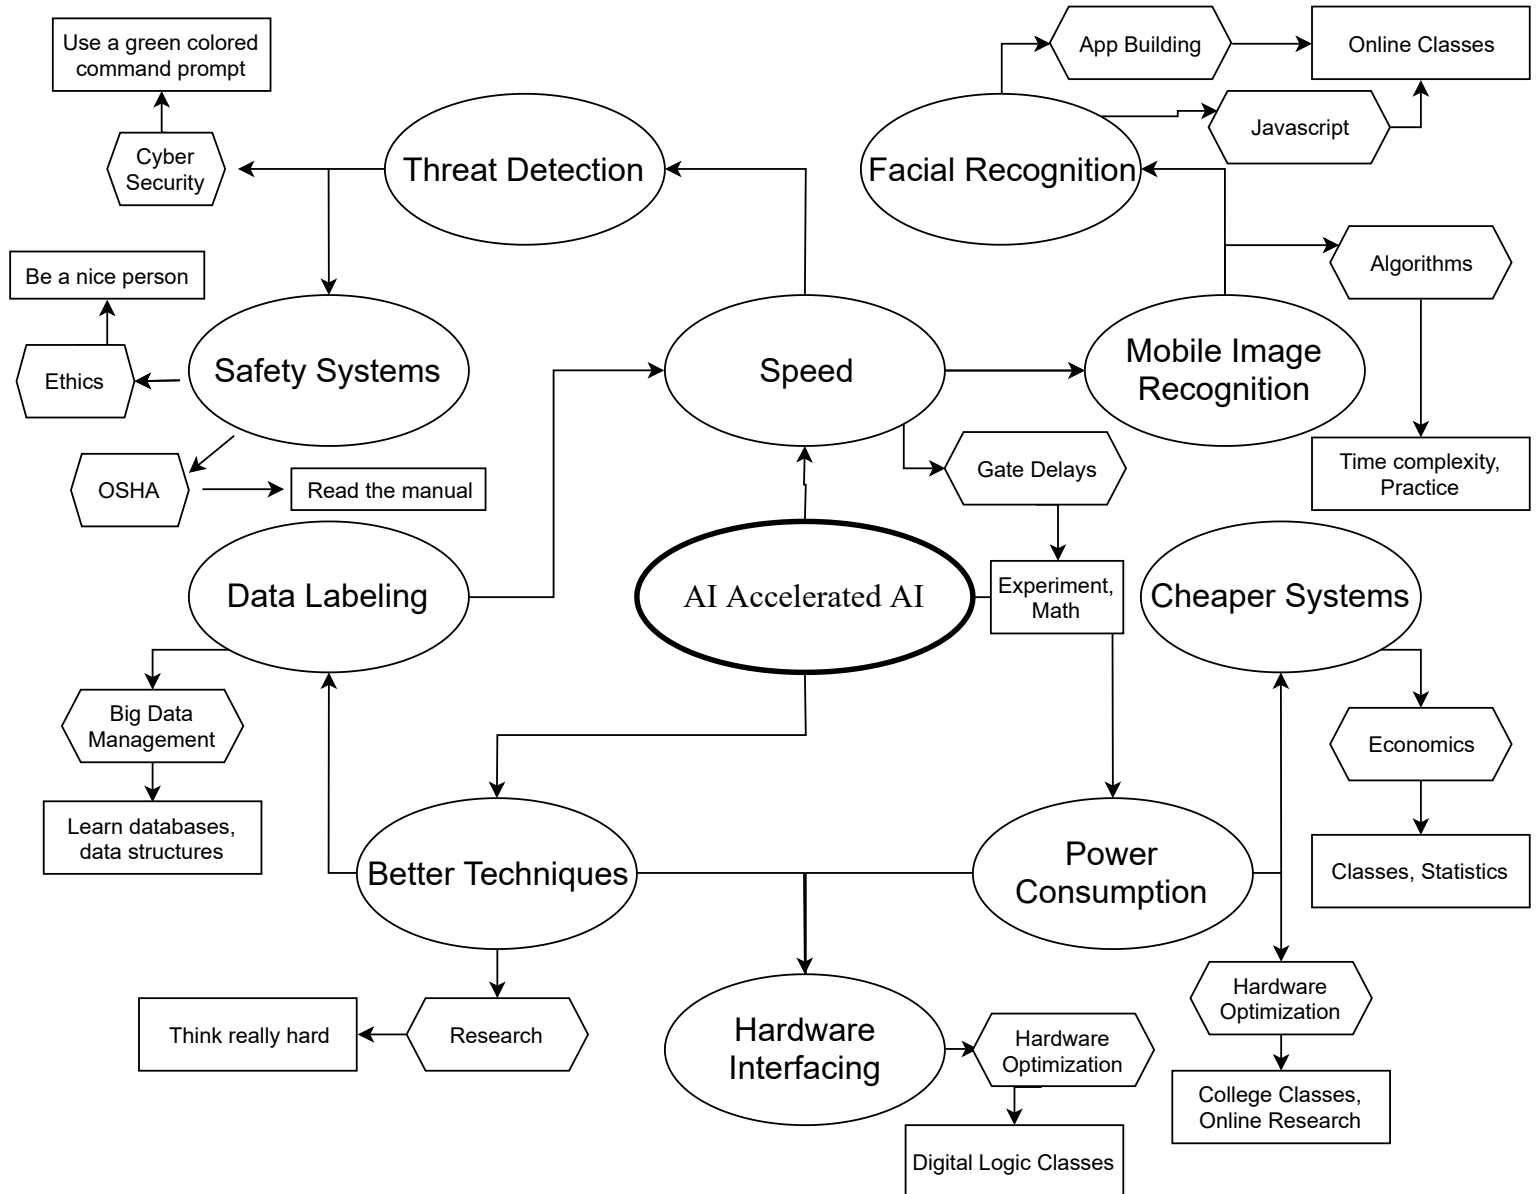 Use a green colored
command prompt
App Building
Online Classes
Javascript
Cyber
Security
Threat Detection
Facial Recognition
Algorithms
Be a nice person
Ethics
Safety Systems
Speed
Mobile Image
Recognition
OSHA
Read the manual
Gate Delays
Time complexity,
Practice
Data Labeling
AI Accelerated AI
Experiment,
Math
Cheaper Systems
Big Data
Management
Economics
Learn databases,
data structures
Better Techniques
Power
Consumption
Classes, Statistics
Think really hard
Research
Hardware
Interfacing
Hardware
Optimization
Hardware
Optimization
College Classes,
Online Research
Digital Logic Classes